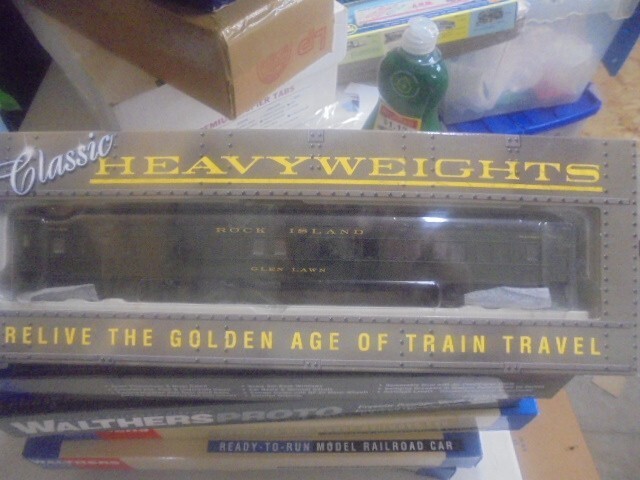 Classic HEAVYWEIGHTS
ROCK ISLAND
GLEN LAWN
RELIVE THE GOLDEN AGE OF TRAIN TRAVEL
WALTHERSPROTO
WALTHERS READY-TO-RUN MODEL RAILROAD CAR